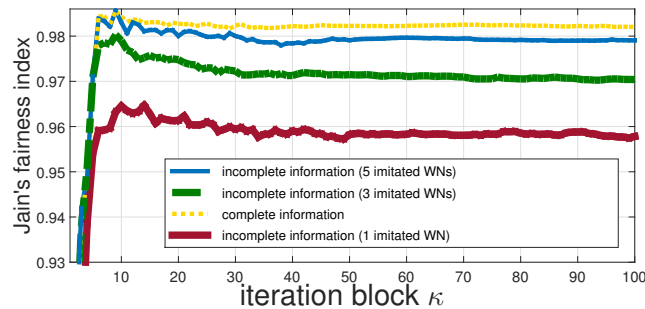 Jain's fairness index
0.98
0.97
0.96
0.95
0.94
0.93
incomplete information (5 imitated WNs)
incomplete information (3 imitated WNs)
complete information
incomplete information (1 imitated WN)
10 20 30 40 50 60 70 80 90 100
iteration block κ